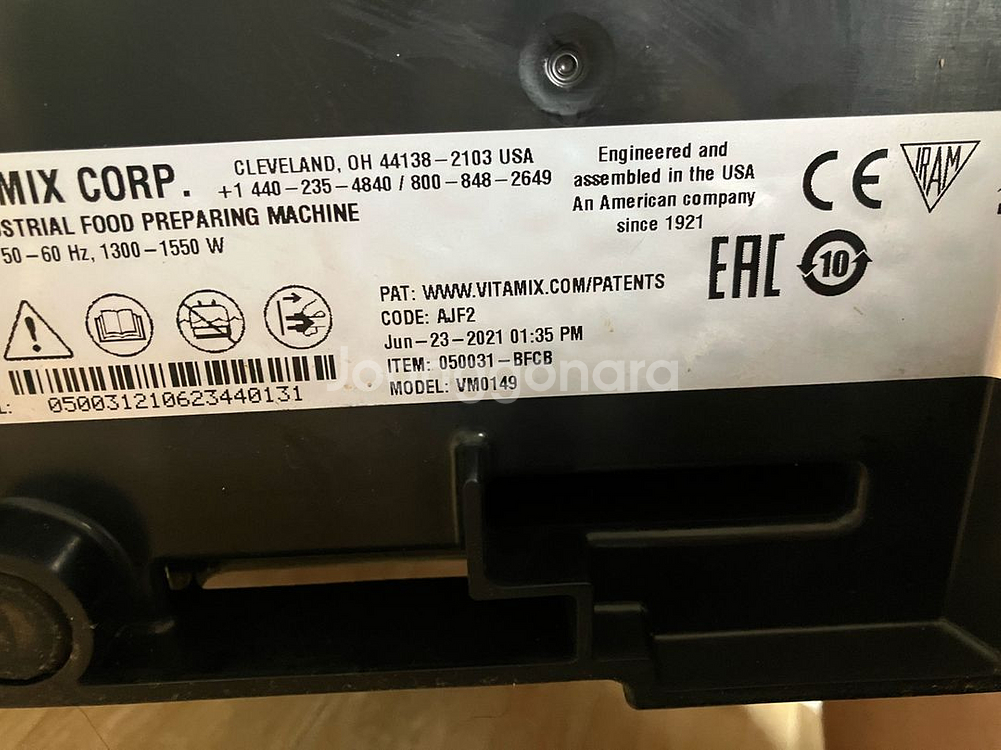 MIX CORP.
CLEVELAND, OH 44138-2103 USA
+1 440-235-4840 / 800-848-2649
STRIAL FOOD PREPARING MACHINE
50-60 Hz, 1300-1550 W
Engineered and
assembled in the USA
An American company
since 1921
CE
IRAM
EAC
10
PAT: WWW.VITAMIX.COM/PATENTS
CODE: AJF2
Jun-23-2021 01:35 PM
ITEM: 050031-BFCB
MODEL: VM0149
L: 050031210623440131
Joonggonara